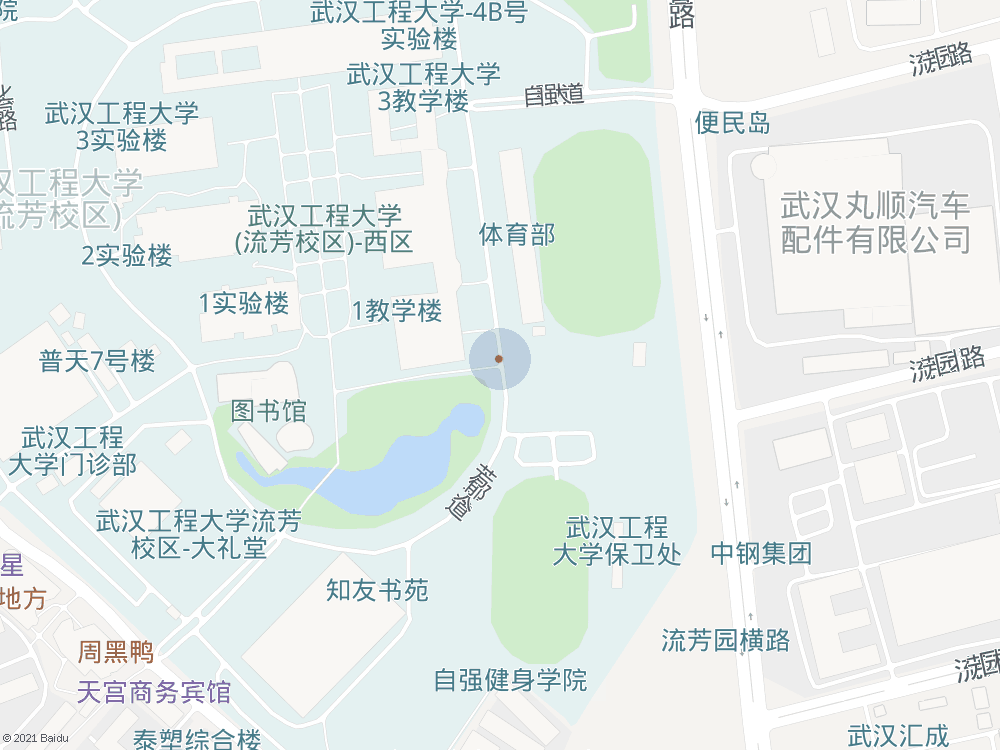 院
武汉工程大学-4B号
实验楼
武汉工程大学
3教学楼
自强大道
流芳园路
便民岛
武汉工程大学
3实验楼
汉工程大学
流芳校区)
武汉工程大学
(流芳校区)-西区
2实验楼
体育部
武汉丸顺汽车
配件有限公司
1实验楼
1教学楼
普天7号楼
流芳园路
图书馆
武汉工程
大学门诊部
芳郁道
武汉工程大学流芳
校区-大礼堂
武汉工程
大学保卫处
中钢集团
星
地方
知友书苑
周黑鸭
流芳园横路
天宫商务宾馆
自强健身学院
泰塑综合楼
武汉汇成
© 2021 Baidu